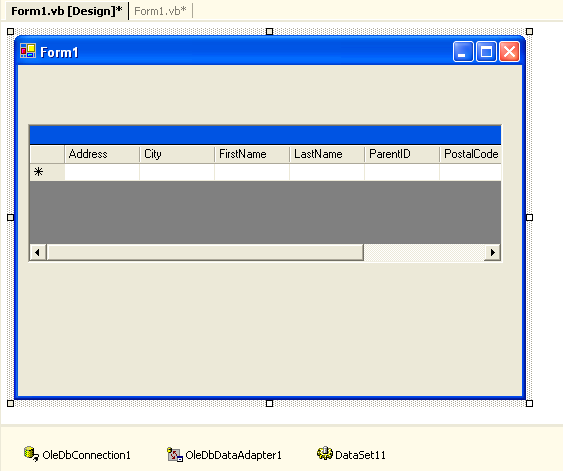 Form1.vb [Design]* Form1.vb*
Form1
Address City FirstName LastName ParentID PostalCode
*
OleDbConnection1 OleDbDataAdapter1 DataSet11